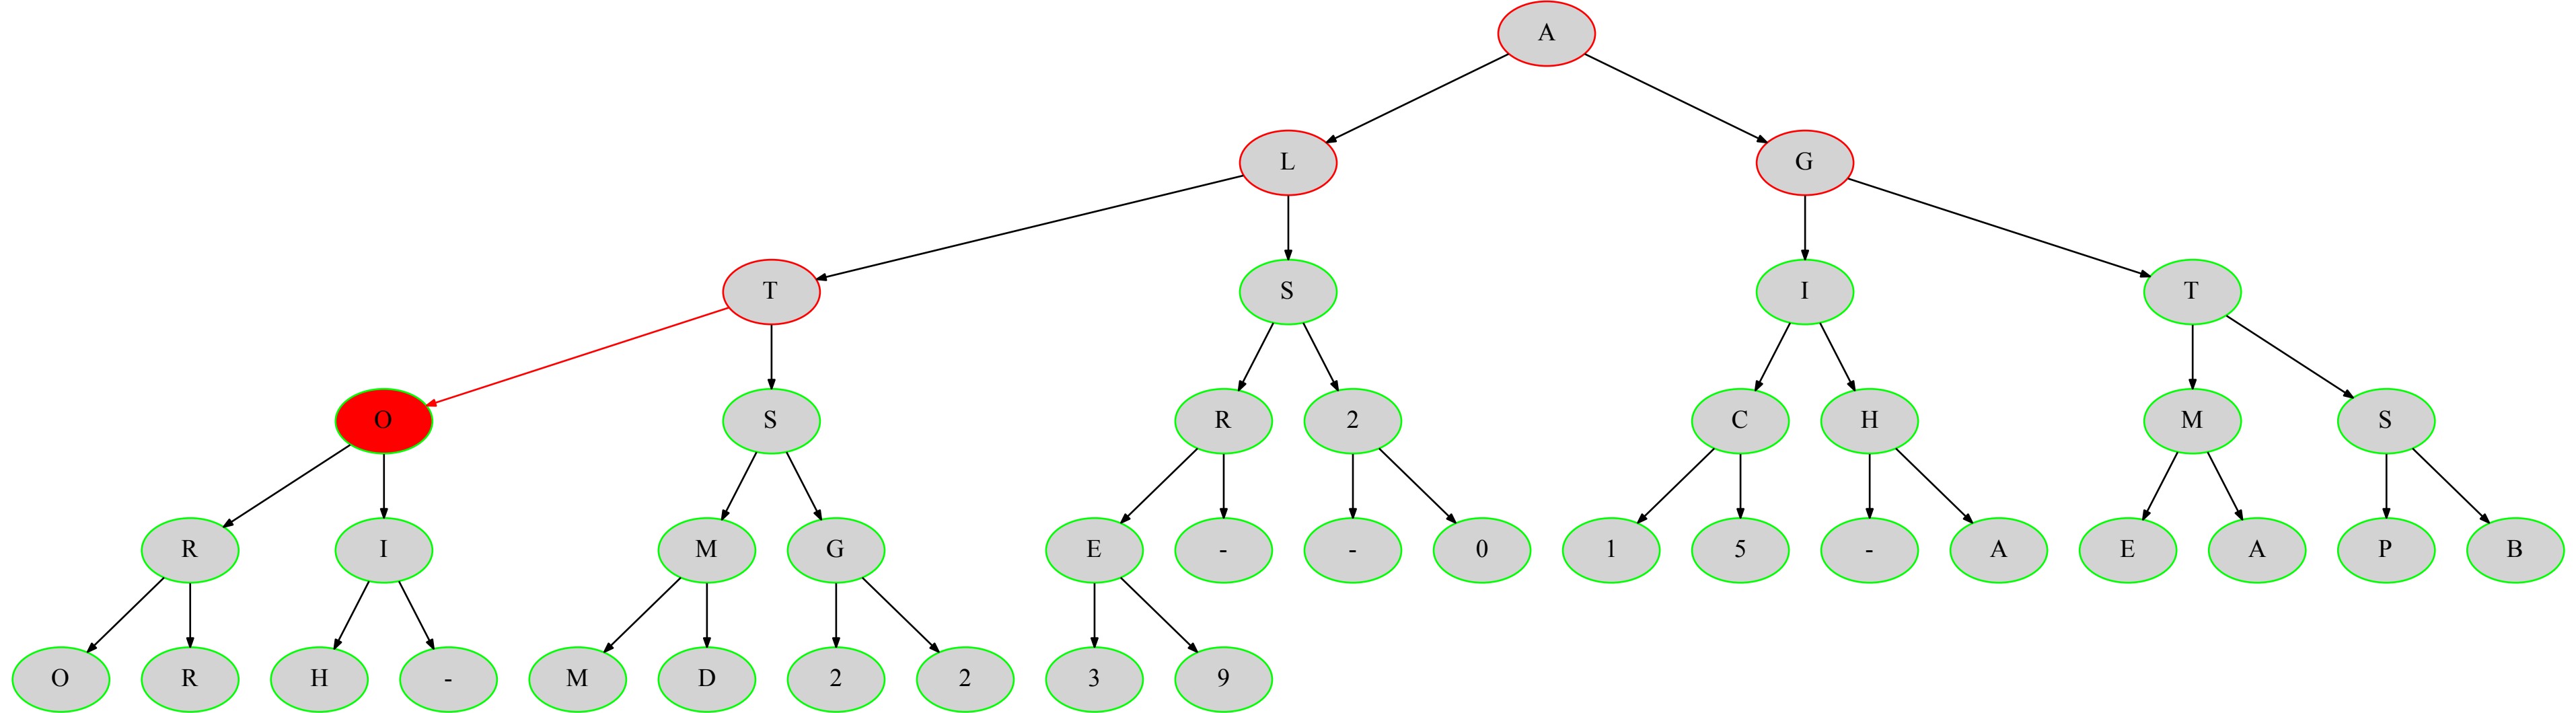 A
L G
T S I T
O S R 2 C H M S
R I M G E - - 0 1 5 - A E A P B
O R H - M D 2 2 3 9